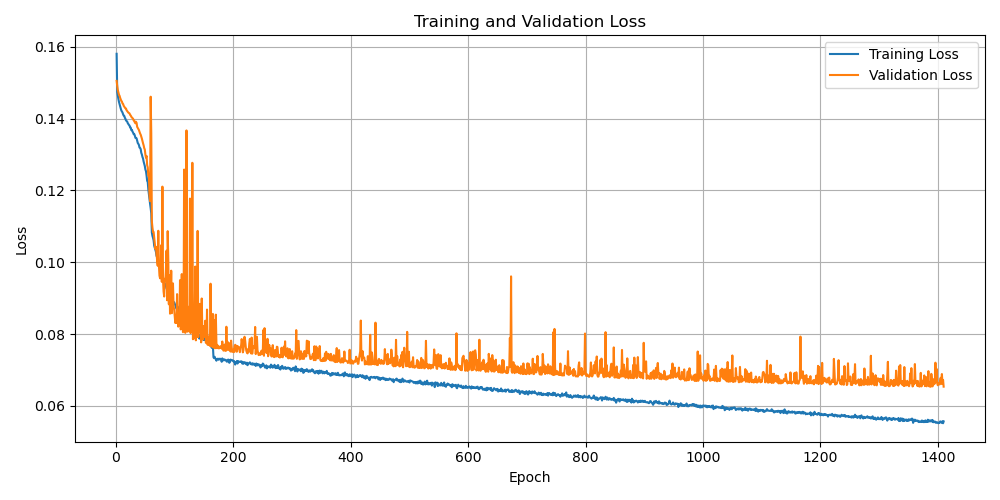 Training and Validation Loss
Training Loss
Validation Loss
Loss
0.16
0.14
0.12
0.10
0.08
0.06
0
200
400
600
800
1000
1200
1400
Epoch